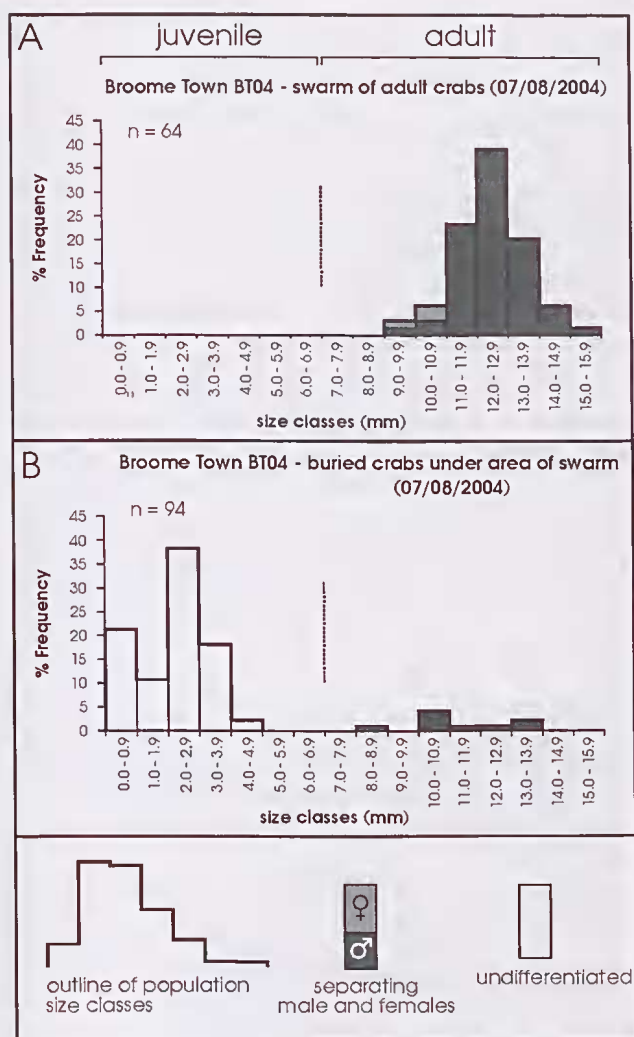 juvenile adult
A
Broome Town BT04 - swarm of adult crabs (07/08/2004)
n = 64
% Frequency
45
40
35
30
25
20
15
10
5
0
0.0 - 0.9
1.0 - 1.9
2.0 - 2.9
3.0 - 3.9
4.0 - 4.9
5.0 - 5.9
6.0 - 6.9
7.0 - 7.9
8.0 - 8.9
9.0 - 9.9
10.0 - 10.9
11.0 - 11.9
12.0 - 12.9
13.0 - 13.9
14.0 - 14.9
15.0 - 15.9
size classes (mm)
B
Broome Town BT04 - buried crabs under area of swarm
(07/08/2004)
n = 94
% Frequency
45
40
35
30
25
20
15
10
5
0
0.0 - 0.9
1.0 - 1.9
2.0 - 2.9
3.0 - 3.9
4.0 - 4.9
5.0 - 5.9
6.0 - 6.9
7.0 - 7.9
8.0 - 8.9
9.0 - 9.9
10.0 - 10.9
11.0 - 11.9
12.0 - 12.9
13.0 - 13.9
14.0 - 14.9
15.0 - 15.9
size classes (mm)
♀
♂
outline of population
size classes
separating
male and females
undifferentiated